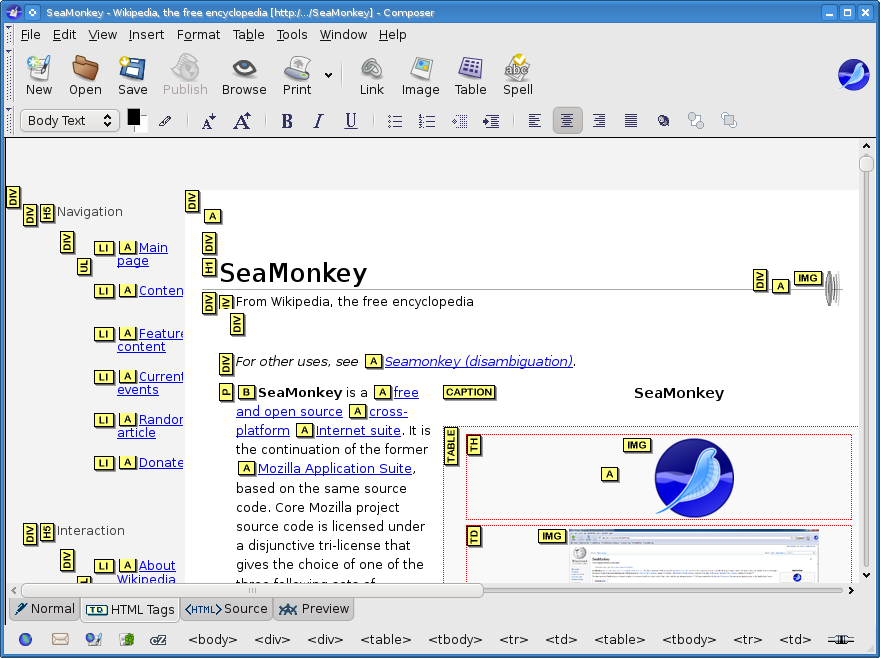 SeaMonkey - Wikipedia, the free encyclopedia [http:/.../SeaMonkey] - Composer
File Edit View Insert Format Table Tools Window Help
New Open Save Publish Browse Print Link Image Table Spell
Body Text
DIV
DIV H5 Navigation
DIV
UL
LI A Main
page
LI A Conten
LI A Feature
content
LI A Current
events
LI A Randor
article
LI A Donate
DIV H5 Interaction
DIV
LI A About
Wikipedia
DIV
A
DIV
H1 SeaMonkey
DIV A IMG
DIV IV From Wikipedia, the free encyclopedia
DIV
DIV For other uses, see A Seamonkey (disambiguation).
P B SeaMonkey is a A free
and open source A cross-
platform A Internet suite. It is
the continuation of the former
A Mozilla Application Suite,
based on the same source
code. Core Mozilla project
source code is licensed under
a disjunctive tri-license that
gives the choice of one of the
three following sets of
CAPTION SeaMonkey
TABLE TH IMG
A
TD IMG
Normal TD HTML Tags <HTML> Source Preview
<body> <div> <div> <table> <tbody> <tr> <td> <table> <tbody> <tr> <td>